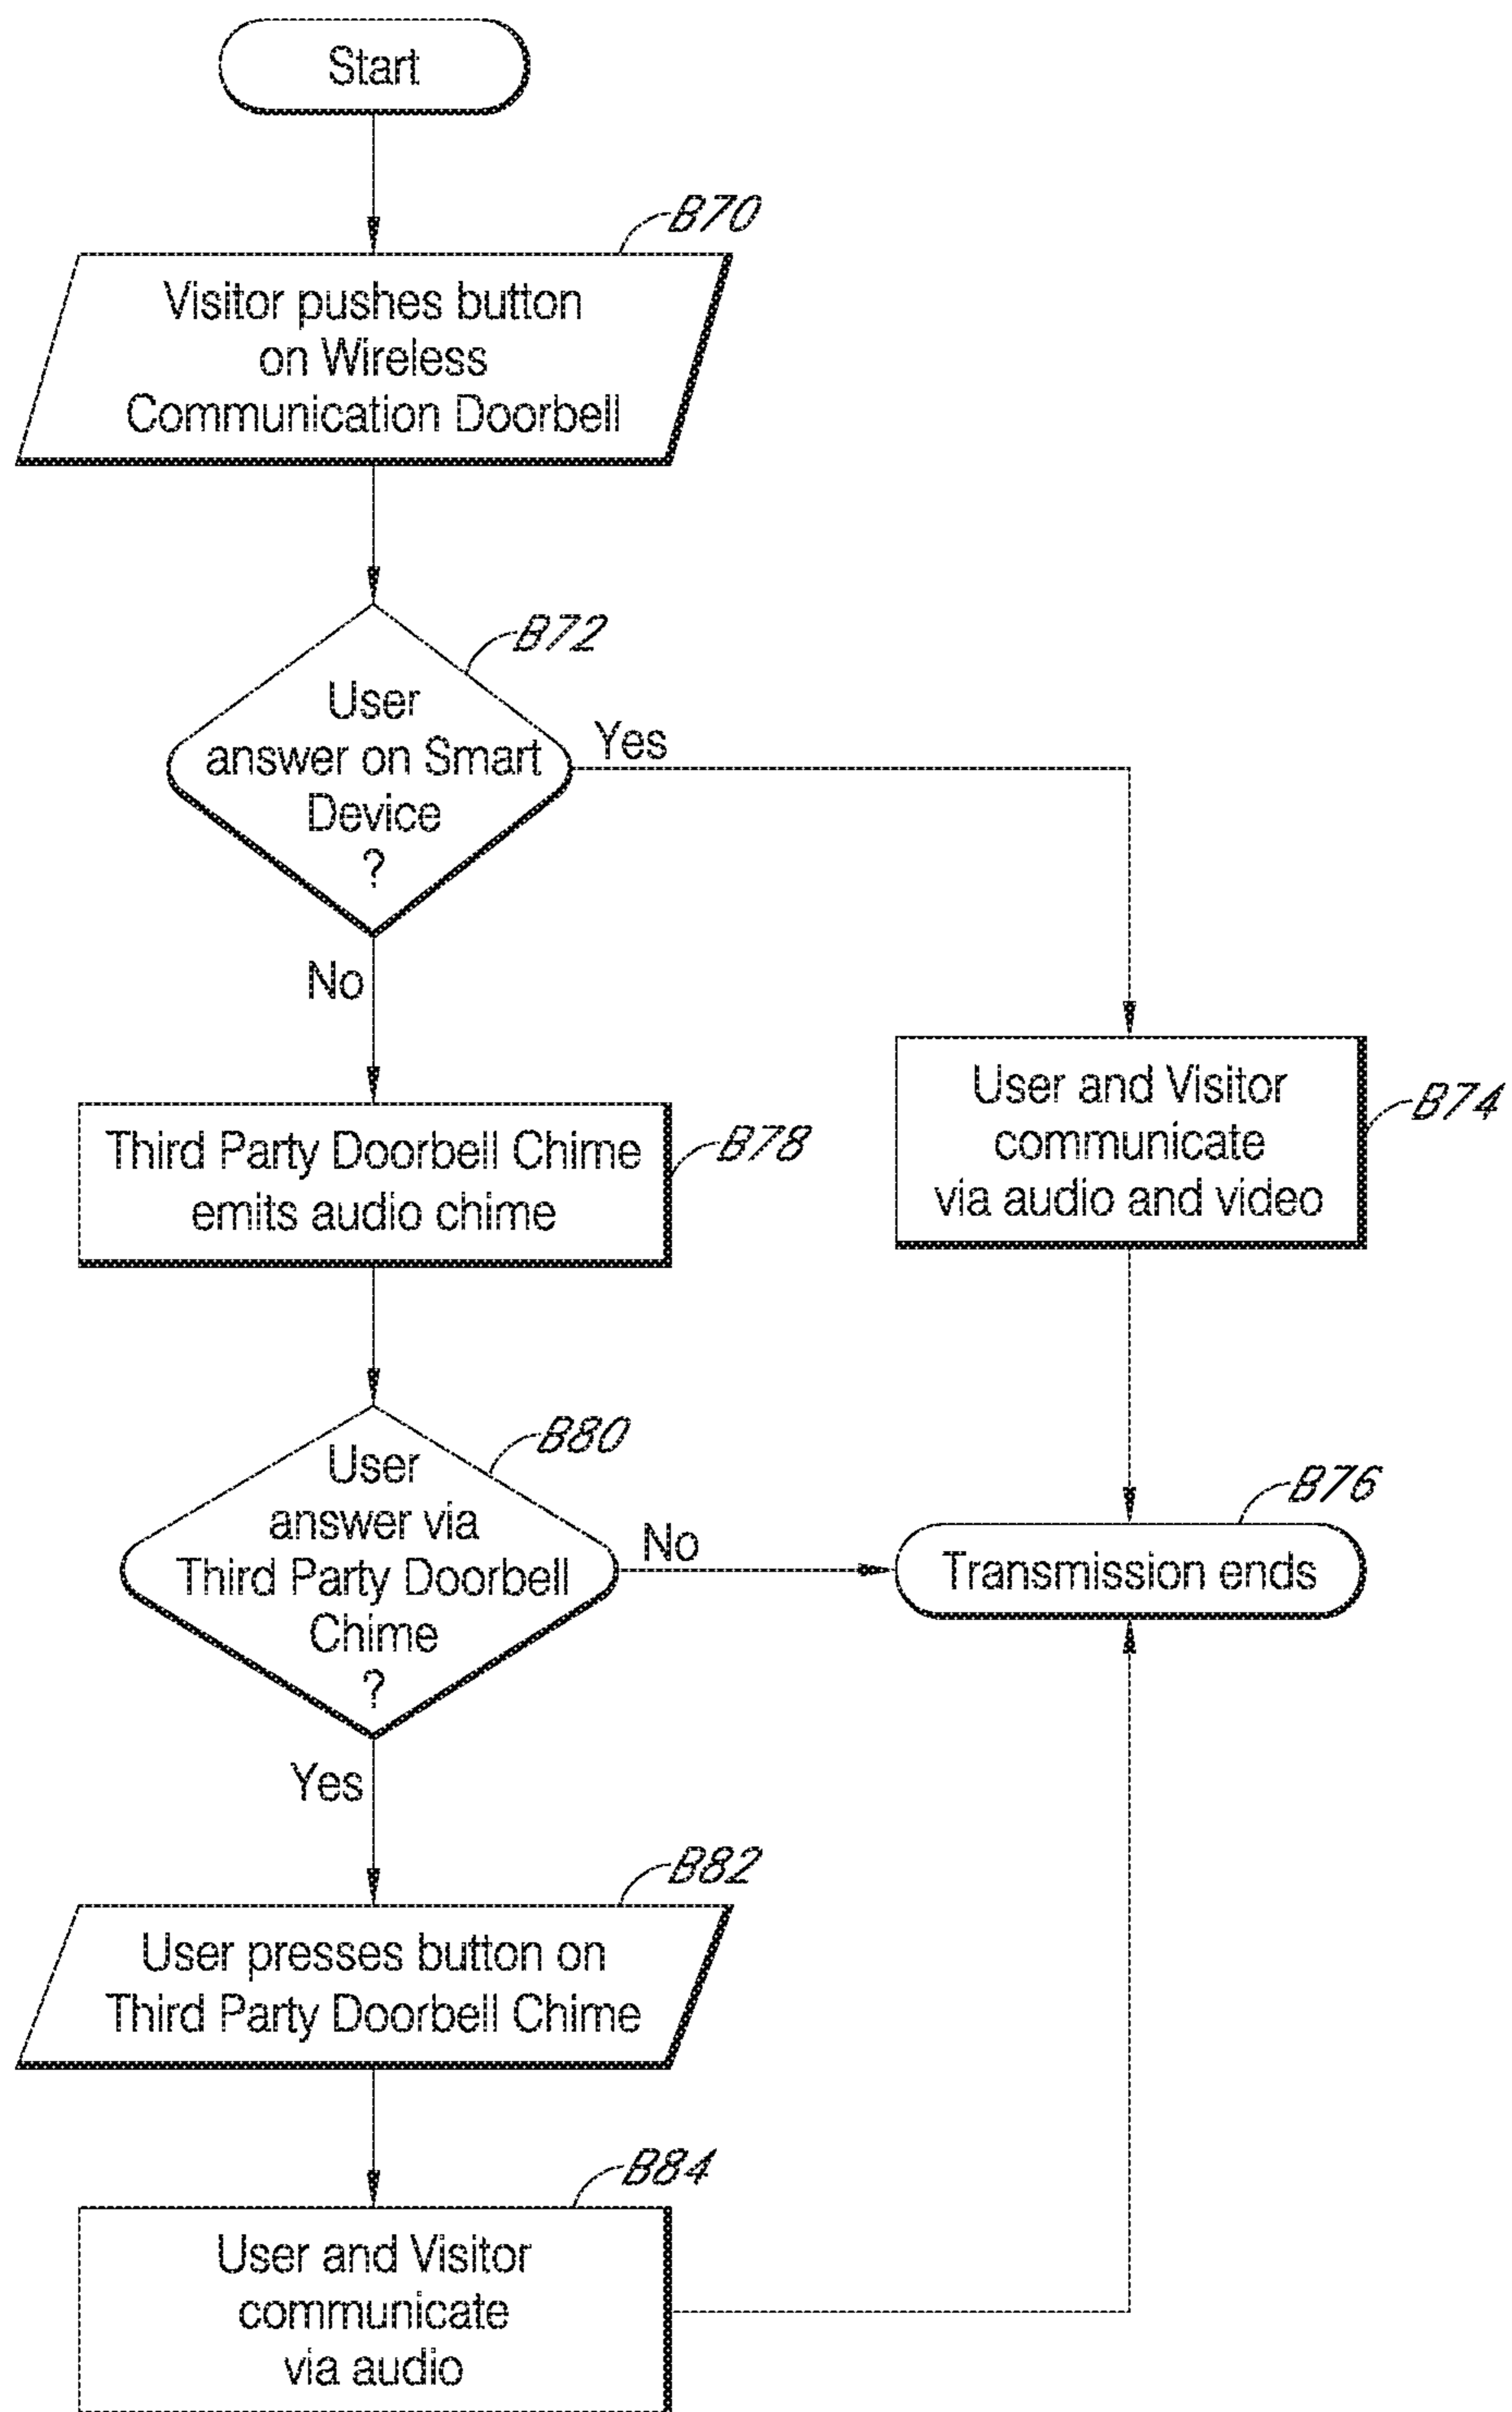 Start
B70
Visitor pushes button
on Wireless
Communication Doorbell
B72
User
answer on Smart
Device
?
Yes
No
User and Visitor
communicate
via audio and video
B74
Third Party Doorbell Chime
emits audio chime
B78
B80
User
answer via
Third Party Doorbell
Chime
?
No
B76
Transmission ends
Yes
B82
User presses button on
Third Party Doorbell Chime
B84
User and Visitor
communicate
via audio